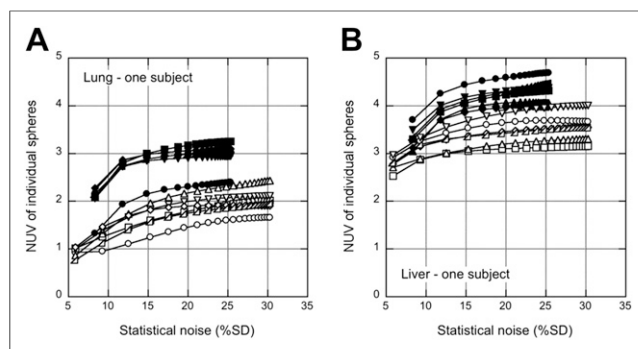 A
B
5
4
3
2
1
0
Lung - one subject
NUV of individual spheres
5 10 15 20 25 30 35
Statistical noise (%SD)
5
4
3
2
1
0
Liver - one subject
NUV of individual spheres
5 10 15 20 25 30 35
Statistical noise (%SD)